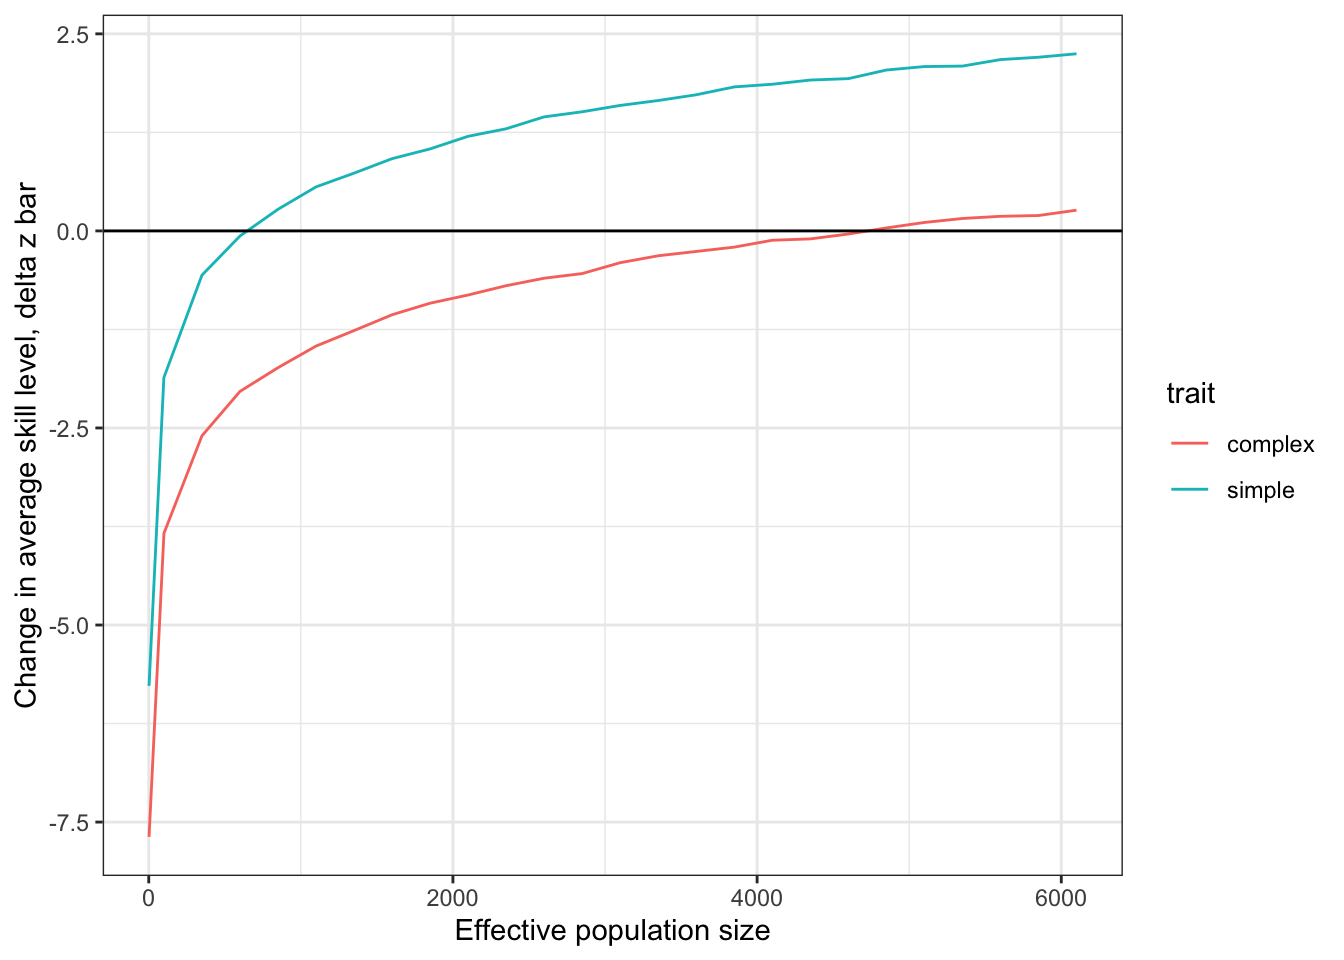 2.5
0.0
-2.5
-5.0
-7.5
Change in average skill level, delta z bar
0
2000
4000
6000
Effective population size
trait
complex
simple